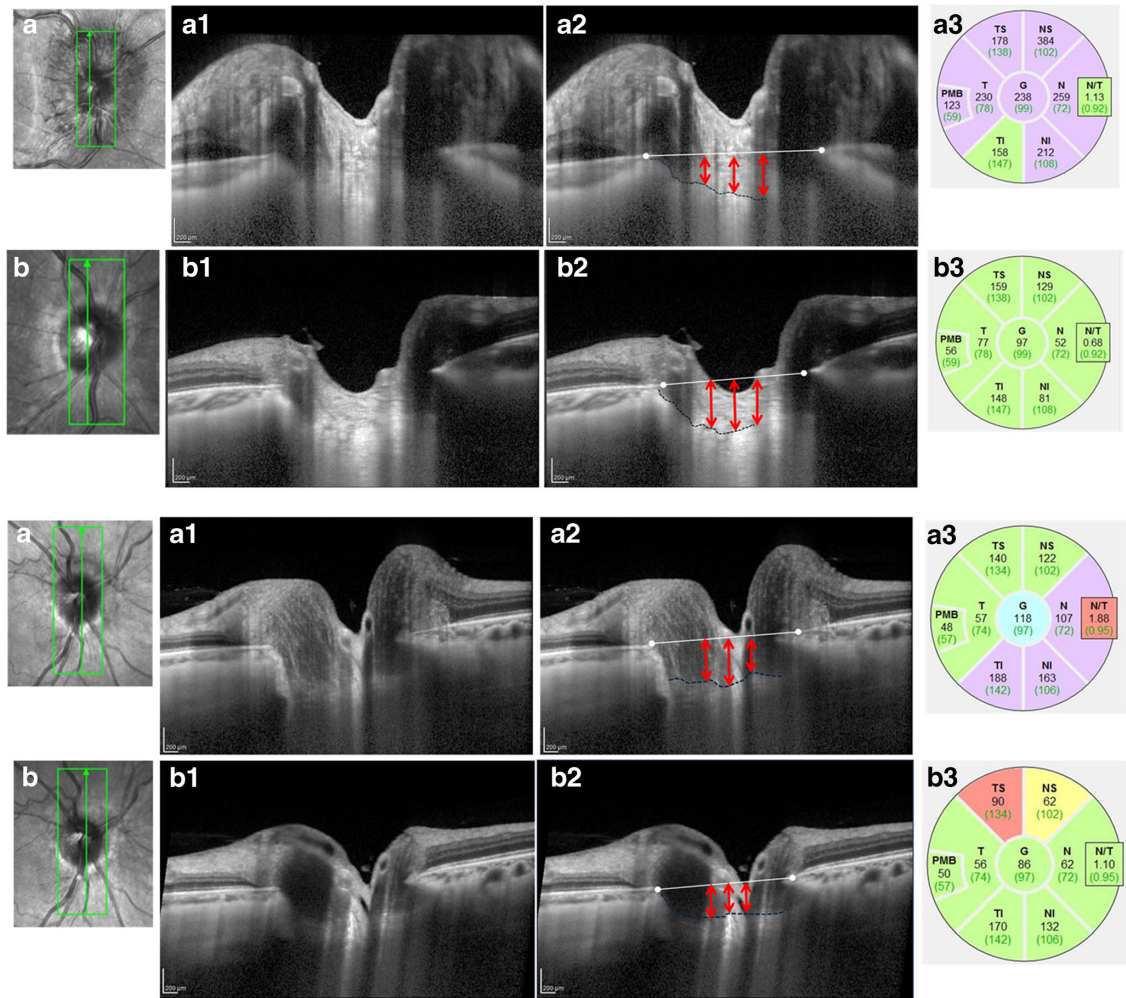 a
a1
200 µm
a2
200 µm
a3
TS
178
(138)
NS
384
(102)
PMB
123
(59)
T
230
(78)
G
238
(99)
N
259
(72)
N/T
1.13
(0.92)
TI
158
(147)
NI
212
(108)
b
b1
200 µm
b2
200 µm
b3
TS
159
(138)
NS
129
(102)
PMB
56
(59)
T
77
(78)
G
97
(99)
N
52
(72)
N/T
0.68
(0.92)
TI
148
(147)
NI
81
(108)
a
a1
200 µm
a2
200 µm
a3
TS
140
(134)
NS
122
(102)
PMB
48
(57)
T
57
(74)
G
118
(97)
N
107
(72)
N/T
1.88
(0.95)
TI
188
(142)
NI
163
(106)
b
b1
200 µm
b2
200 µm
b3
TS
90
(134)
NS
62
(102)
PMB
50
(57)
T
56
(74)
G
86
(97)
N
62
(72)
N/T
1.10
(0.95)
TI
170
(142)
NI
132
(106)